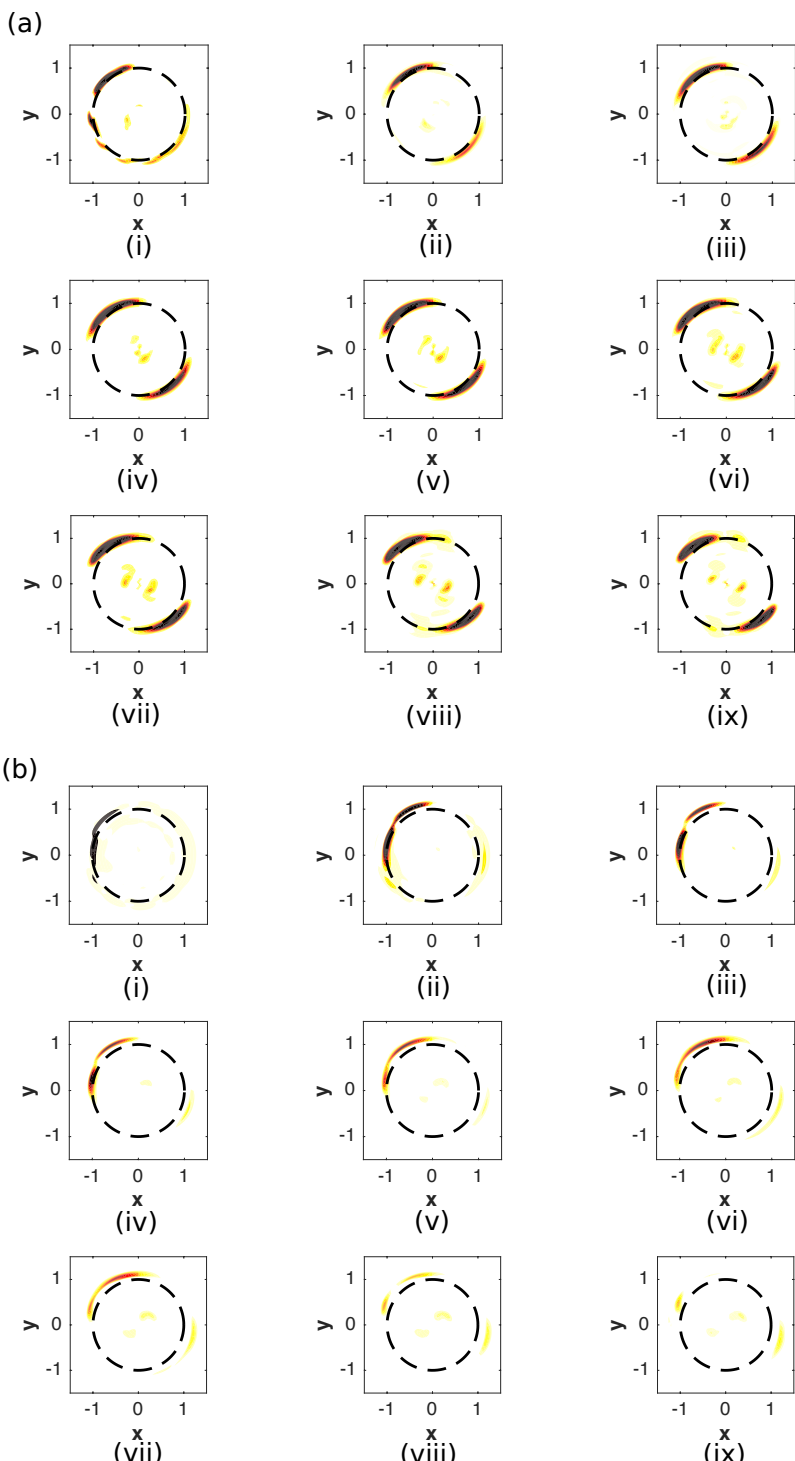 (a)
1 1 1
y 0 y 0 y 0
-1 -1 -1
-1 0 1 -1 0 1 -1 0 1
x x x
(i) (ii) (iii)
1 1 1
y 0 y 0 y 0
-1 -1 -1
-1 0 1 -1 0 1 -1 0 1
x x x
(iv) (v) (vi)
1 1 1
y 0 y 0 y 0
-1 -1 -1
-1 0 1 -1 0 1 -1 0 1
x x x
(vii) (viii) (ix)
(b)
1 1 1
y 0 y 0 y 0
-1 -1 -1
-1 0 1 -1 0 1 -1 0 1
x x x
(i) (ii) (iii)
1 1 1
y 0 y 0 y 0
-1 -1 -1
-1 0 1 -1 0 1 -1 0 1
x x x
(iv) (v) (vi)
1 1 1
y 0 y 0 y 0
-1 -1 -1
-1 0 1 -1 0 1 -1 0 1
x x x
(vii) (viii) (ix)